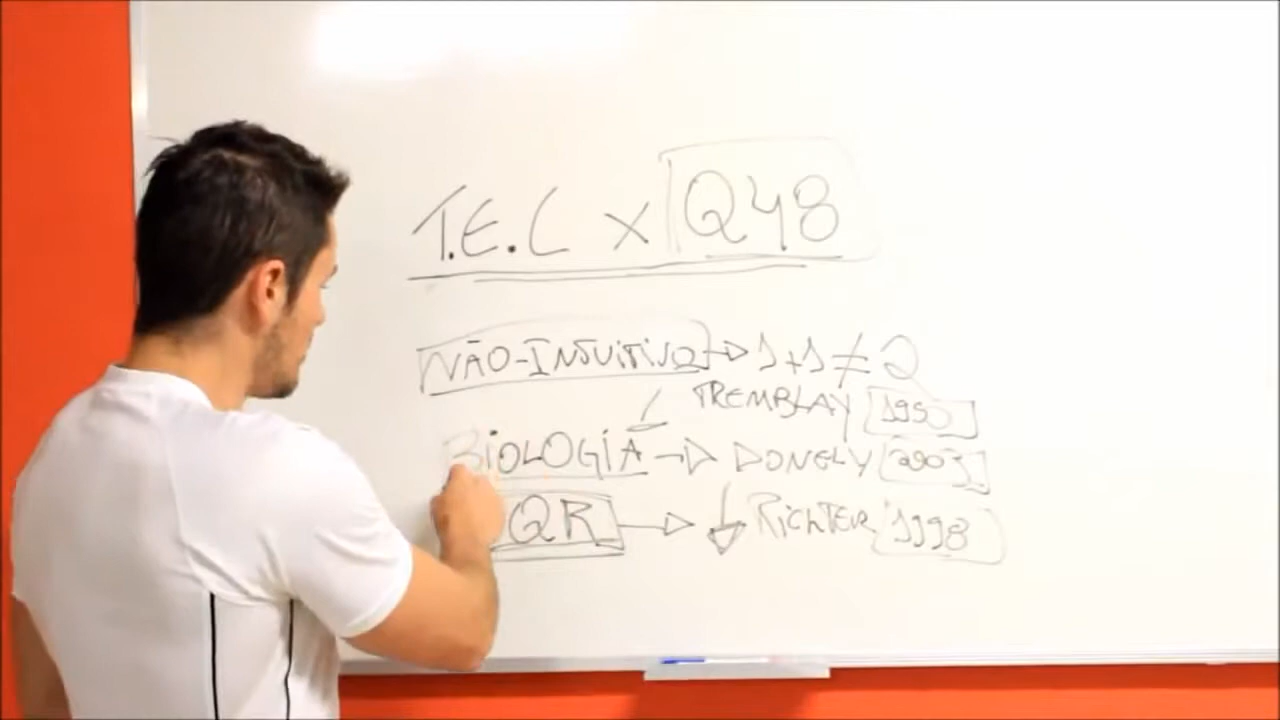 T.E.C x Q48
NÃO-INTUITIVO → 1+1 ≠ 2
TREMBLAY 1990
BIOLOGIA → DONELY 2003
QR → ↓ RICHTER 1998